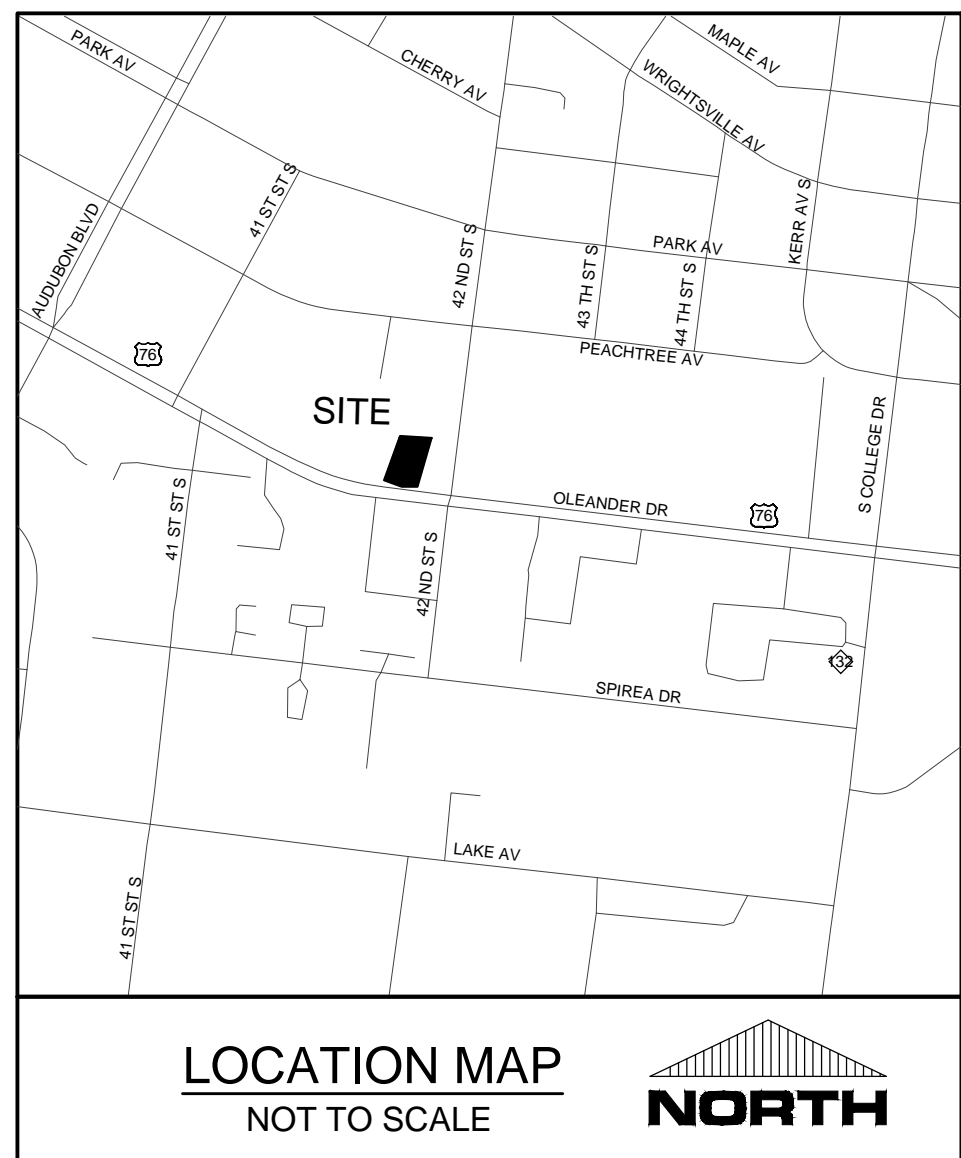 PARK AV
CHERRY AV
MAPLE AV
WRIGHTSVILLE AV
41 ST ST S
AUDUBON BLVD
42 ND ST S
KERR AV S
PARK AV
43 TH ST S
44 TH ST S
PEACHTREE AV
76
SITE
S COLLEGE DR
OLEANDER DR
76
41 ST ST S
42 ND ST S
132
SPIREA DR
LAKE AV
41 ST ST S
LOCATION MAP
NOT TO SCALE
NORTH